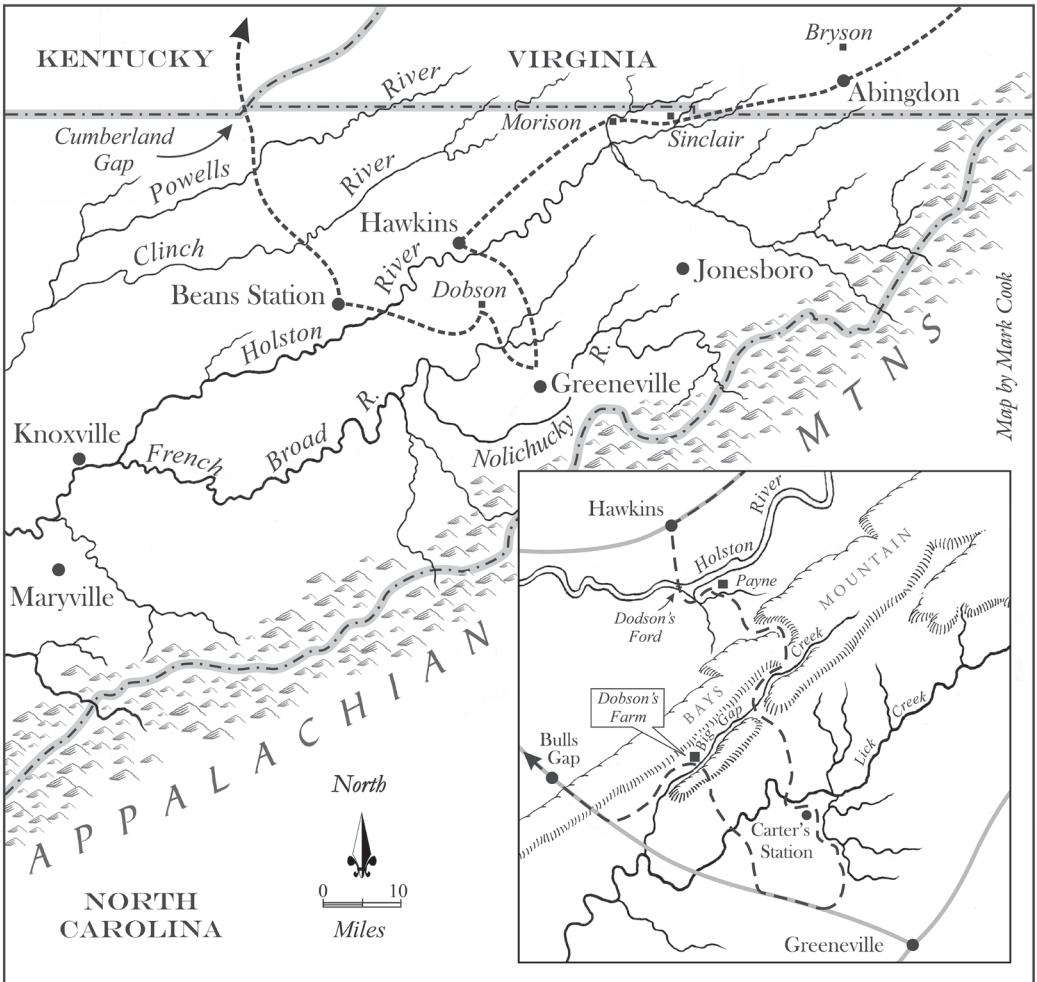 Bryson
KENTUCKY
VIRGINIA
River
Abingdon
Morison
Sinclair
Cumberland
Gap
Powells
River
Hawkins
Clinch
River
Jonesboro
Beans Station
Dobson
Holston
R.
Greeneville
Map by Mark Cook
MTNS
R.
Knoxville
French
Broad
Nolichucky
Maryville
APPALACHIAN
North
0 10
Miles
NORTH
CAROLINA
Hawkins
River
Holston
Payne
MOUNTAIN
Dodson's
Ford
Creek
BAYS
Dobson's
Farm
Big Gap
Creek
Lick
Bulls
Gap
Carter's
Station
Greeneville